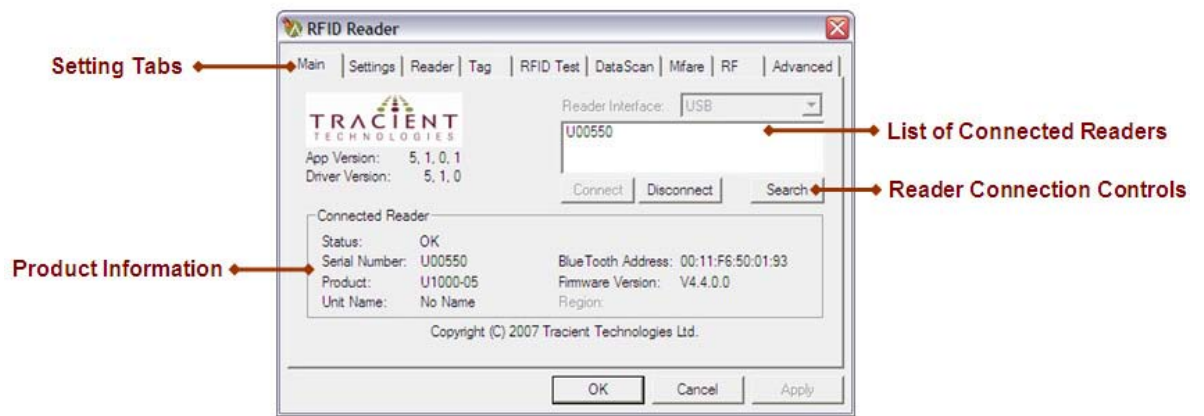 RFID Reader
Setting Tabs
Main Settings Reader Tag RFID Test DataScan Mifare RF Advanced
TRACIENT
TECHNOLOGIES
Reader Interface: USB
U00550
List of Connected Readers
App Version: 5, 1, 0, 1
Driver Version: 5, 1, 0
Connect Disconnect Search
Reader Connection Controls
Connected Reader
Status: OK
Serial Number: U00550 BlueTooth Address: 00:11:F6:50:01:93
Product Information
Product: U1000-05 Firmware Version: V4.4.0.0
Unit Name: No Name Region:
Copyright (C) 2007 Tracient Technologies Ltd.
OK Cancel Apply